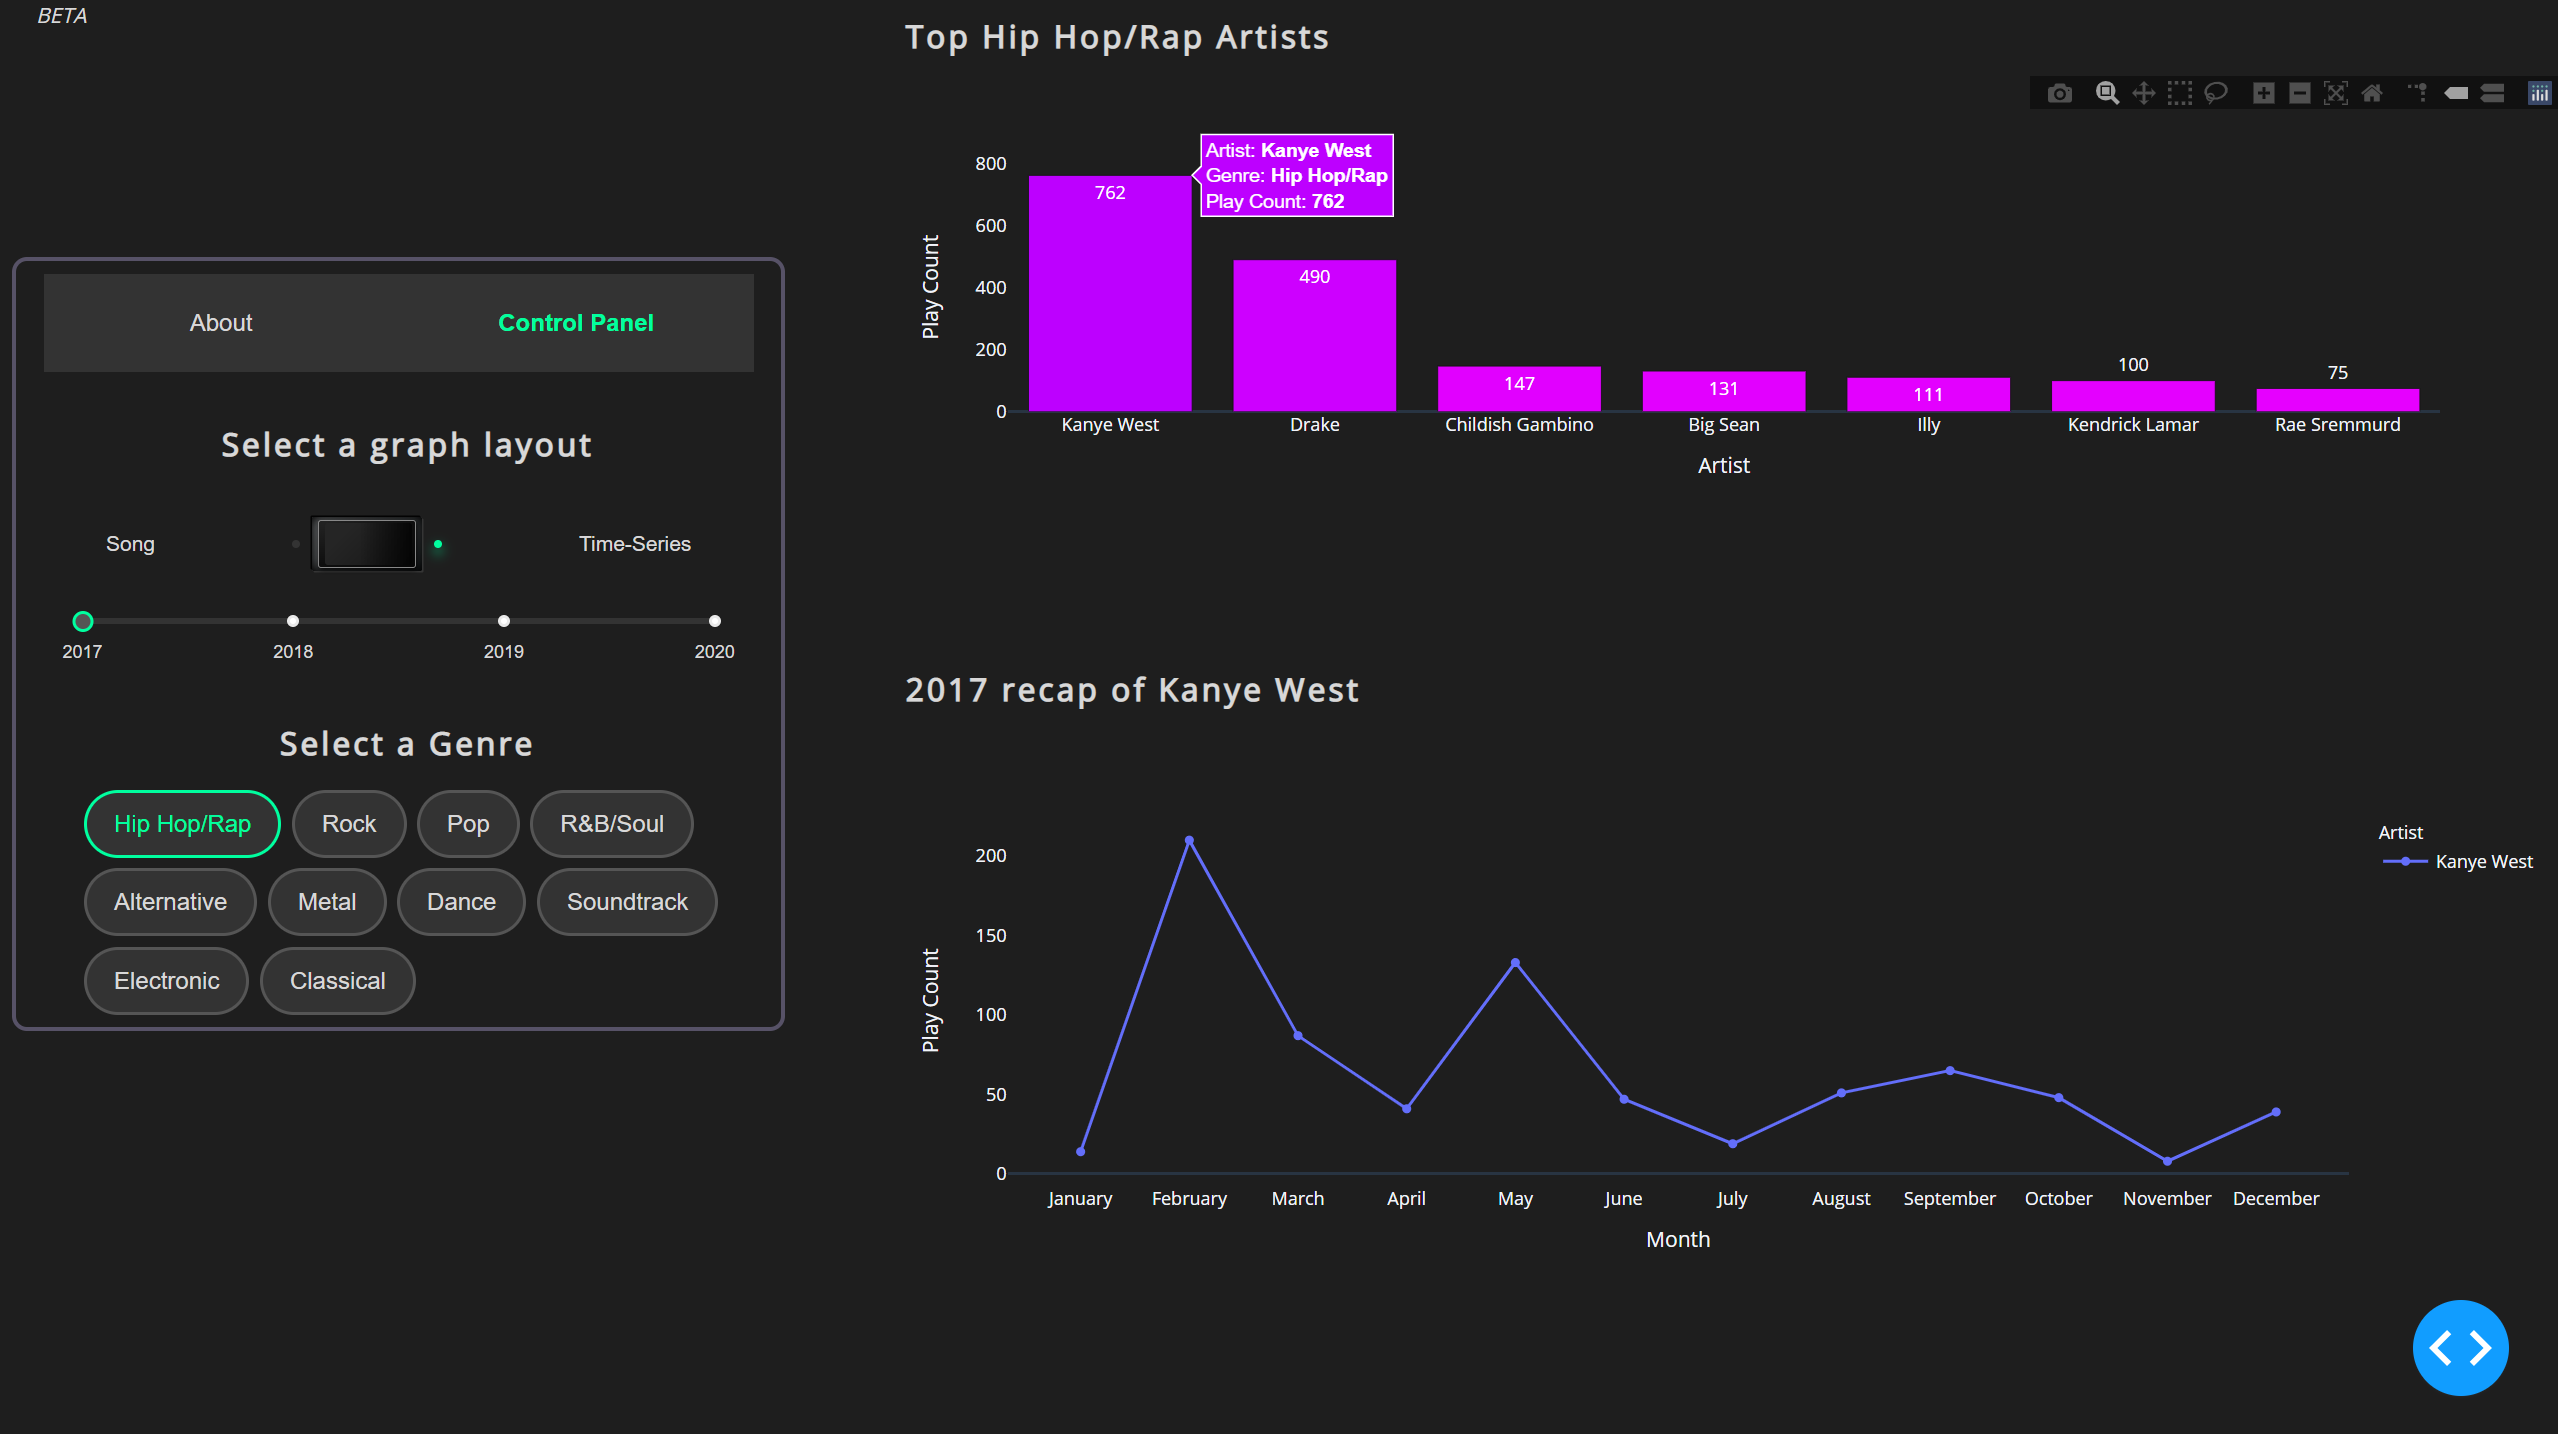 BETA
About
Control Panel
Select a graph layout
Song
Time-Series
2017
2018
2019
2020
Select a Genre
Hip Hop/Rap
Rock
Pop
R&B/Soul
Alternative
Metal
Dance
Soundtrack
Electronic
Classical
Top Hip Hop/Rap Artists
Artist: Kanye West
Genre: Hip Hop/Rap
Play Count: 762
Play Count
800
600
400
200
0
762
490
147
131
111
100
75
Kanye West
Drake
Childish Gambino
Big Sean
Illy
Kendrick Lamar
Rae Sremmurd
Artist
2017 recap of Kanye West
Artist
Kanye West
Play Count
200
150
100
50
0
January
February
March
April
May
June
July
August
September
October
November
December
Month